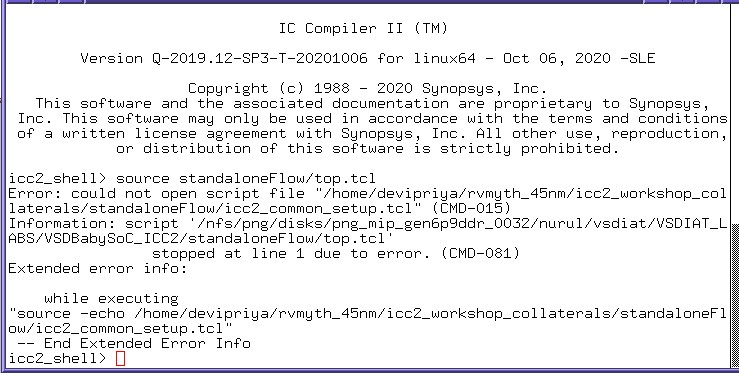 IC Compiler II (TM)
Version Q-2019.12-SP3-T-20201006 for linux64 - Oct 06, 2020 -SLE
Copyright (c) 1988 - 2020 Synopsys, Inc.
This software and the associated documentation are proprietary to Synopsys,
Inc. This software may only be used in accordance with the terms and conditions
of a written license agreement with Synopsys, Inc. All other use, reproduction,
or distribution of this software is strictly prohibited.
icc2_shell> source standaloneFlow/top.tcl
Error: could not open script file "/home/devipriya/rvmyth_45nm/icc2_workshop_col
laterals/standaloneFlow/icc2_common_setup.tcl" (CMD-015)
Information: script '/nfs/png/disks/png_mip_gen6p9ddr_0032/nurul/vsdiat/VSDIAT_L
ABS/VSDBabySoC_ICC2/standaloneFlow/top.tcl'
stopped at line 1 due to error. (CMD-081)
Extended error info:
while executing
"source -echo /home/devipriya/rvmyth_45nm/icc2_workshop_collaterals/standaloneFl
ow/icc2_common_setup.tcl"
-- End Extended Error Info
icc2_shell>